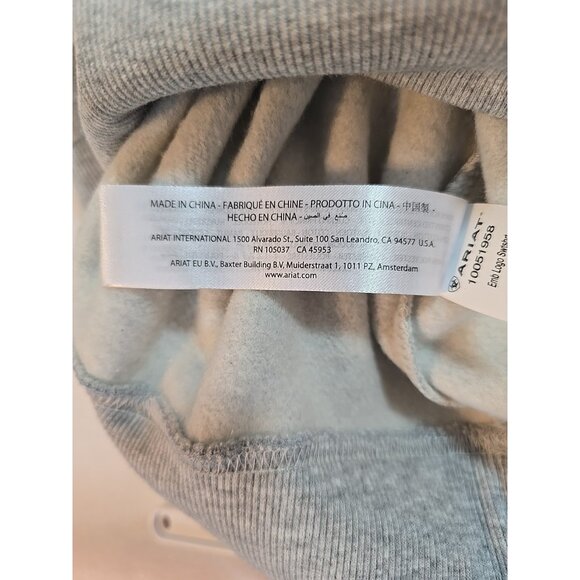 MADE IN CHINA - FABRIQUÉ EN CHINE - PRODOTTO IN CINA - 中国製 .
HECHO EN CHINA - صنع في الصين
ARIAT INTERNATIONAL 1500 Alvarado St., Suite 100 San Leandro, CA 94577 U.S.A.
RN 105037 CA 45953
ARIAT EU B.V., Baxter Building B.V, Muiderstraat 1, 1011 PZ, Amsterdam
www.ariat.com
ARIAT
10051958
Emb Logo